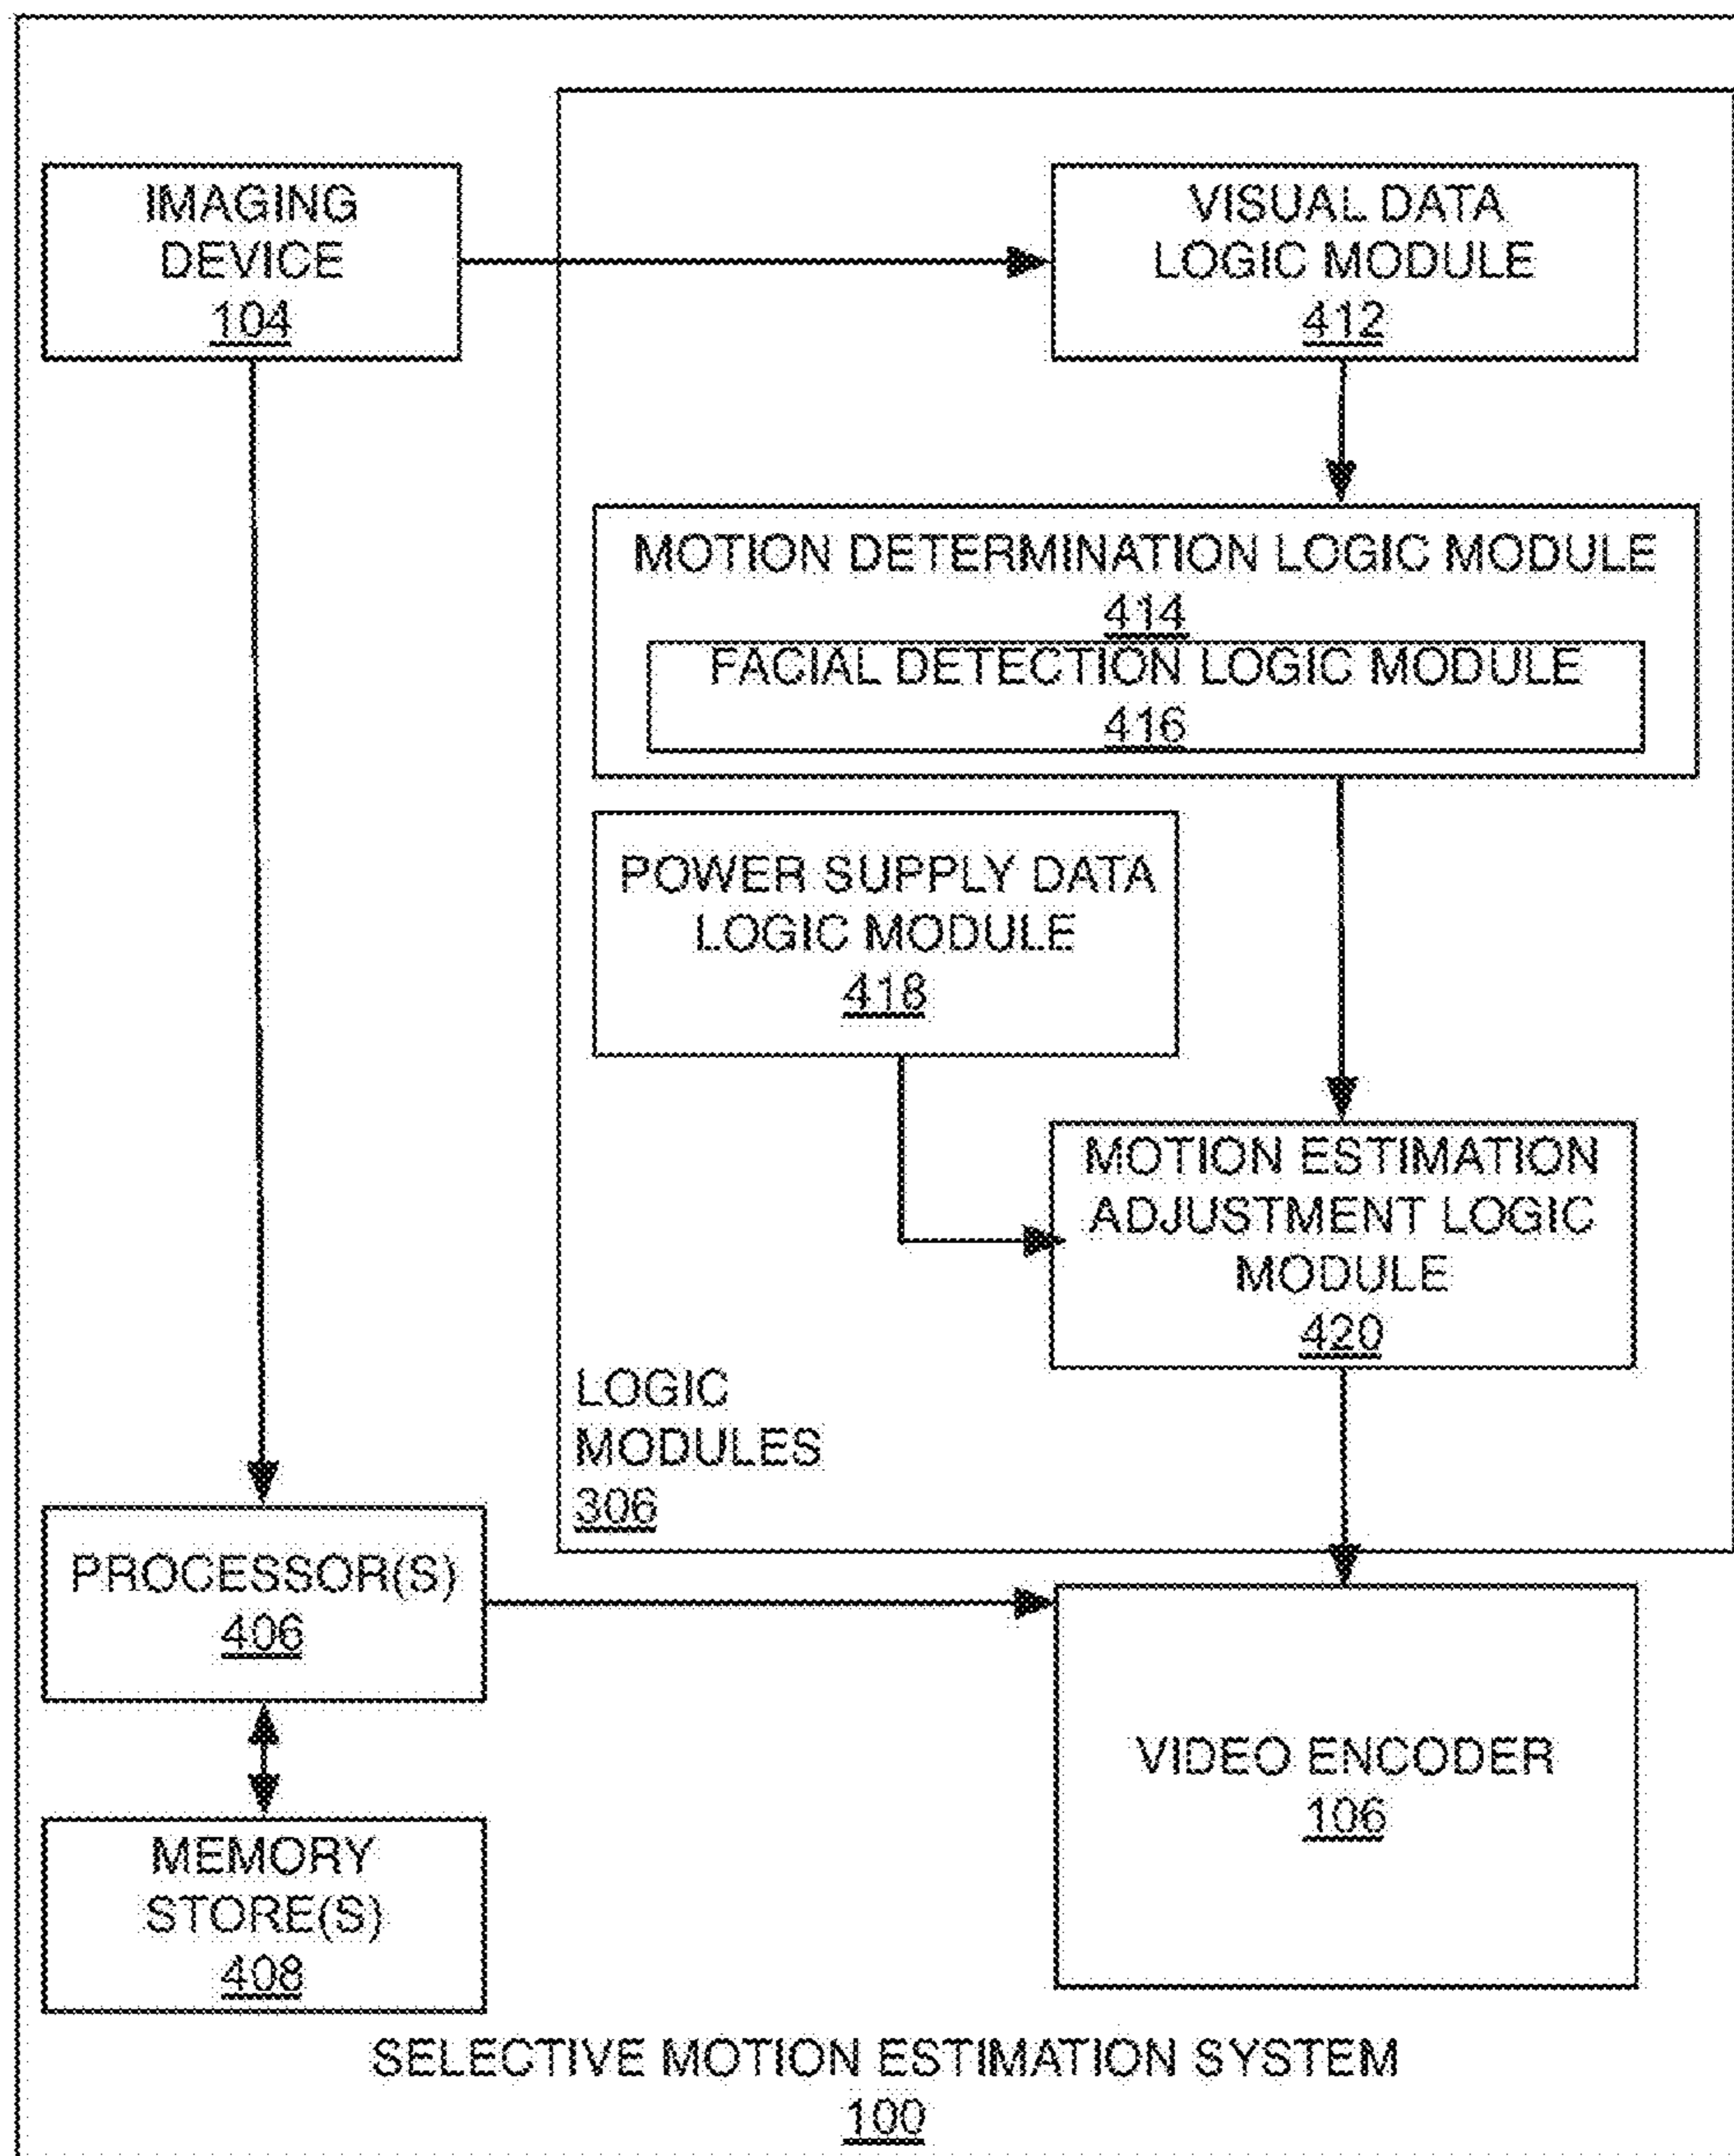 IMAGING
DEVICE
104
VISUAL DATA
LOGIC MODULE
412
MOTION DETERMINATION LOGIC MODULE
414
FACIAL DETECTION LOGIC MODULE
416
POWER SUPPLY DATA
LOGIC MODULE
418
MOTION ESTIMATION
ADJUSTMENT LOGIC
MODULE
420
LOGIC
MODULES
306
PROCESSOR(S)
406
VIDEO ENCODER
106
MEMORY
STORE(S)
408
SELECTIVE MOTION ESTIMATION SYSTEM
100